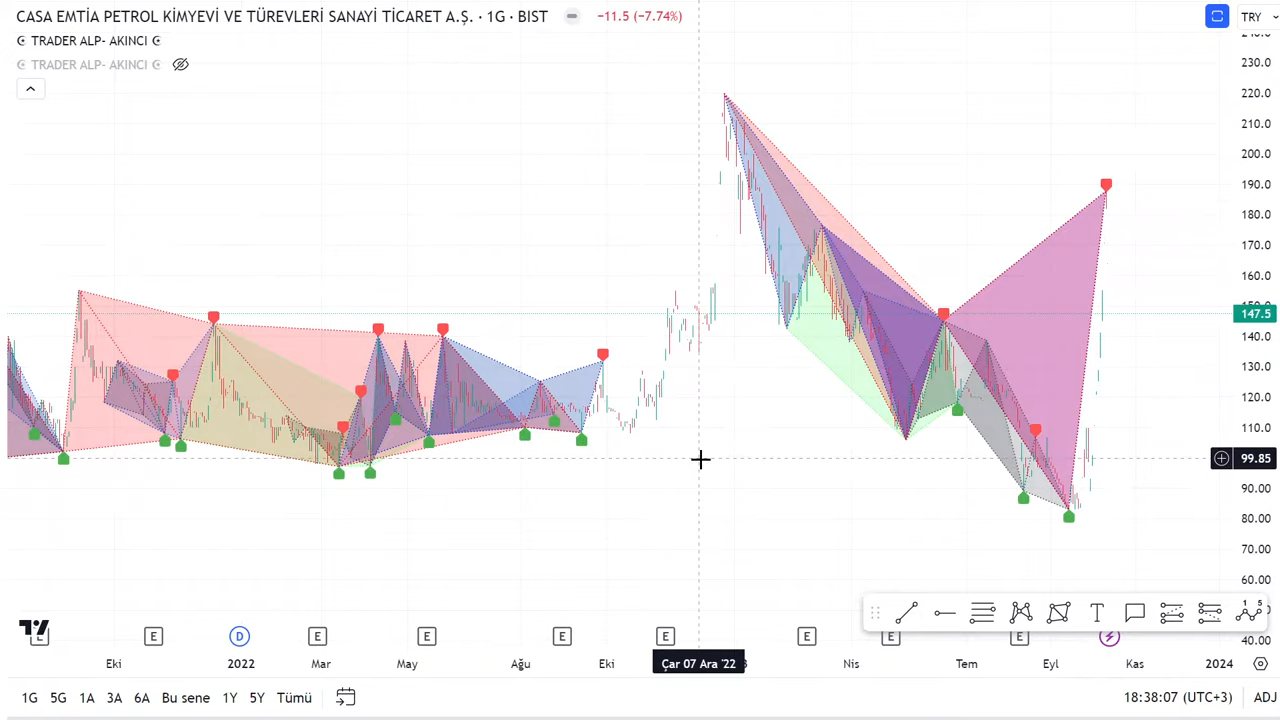 CASA EMTİA PETROL KİMYEVİ VE TÜREVLERİ SANAYİ TİCARET A.Ş. · 1G · BIST −11.5 (−7.74%)
TRY
TRADER ALP- AKINCI
TRADER ALP- AKINCI
230.0
220.0
210.0
200.0
190.0
180.0
170.0
160.0
147.5
140.0
130.0
120.0
110.0
99.85
90.00
80.00
70.00
60.00
40.00
1 5
E D E E E E E E E
Eki 2022 Mar May Ağu Eki Çar 07 Ara '22 Nis Tem Eyl Kas 2024
1G 5G 1A 3A 6A Bu sene 1Y 5Y Tümü 18:38:07 (UTC+3) ADJ